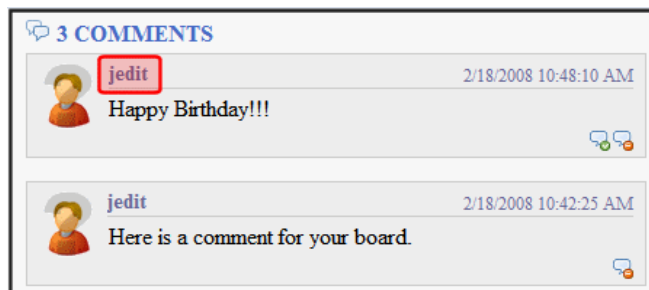 3 COMMENTS
jedit 2/18/2008 10:48:10 AM
Happy Birthday!!!
jedit 2/18/2008 10:42:25 AM
Here is a comment for your board.